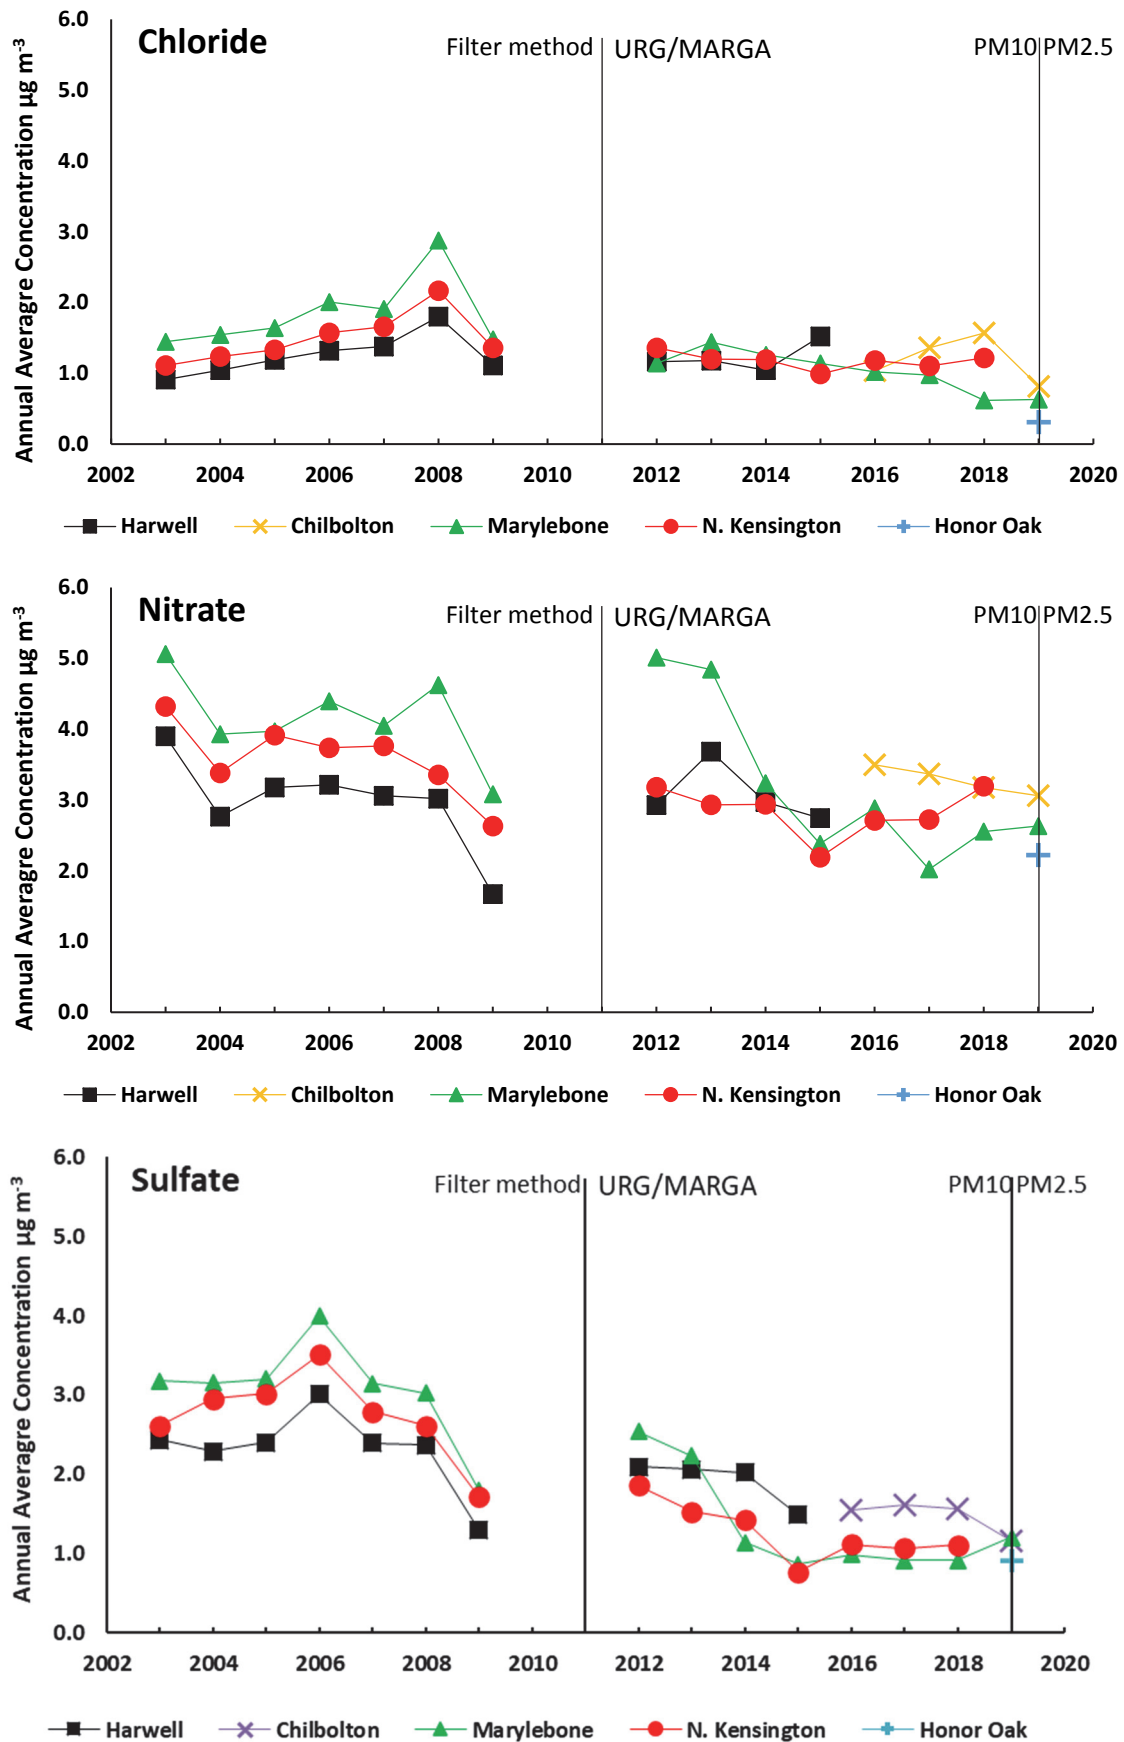 Chloride
Filter method URG/MARGA PM10 PM2.5
Annual Averagre Concentration µg m-3
6.0
5.0
4.0
3.0
2.0
1.0
0.0
2002 2004 2006 2008 2010 2012 2014 2016 2018 2020
Harwell Chilbolton Marylebone N. Kensington Honor Oak
Nitrate
Filter method URG/MARGA PM10 PM2.5
Annual Averagre Concentration µg m-3
6.0
5.0
4.0
3.0
2.0
1.0
0.0
2002 2004 2006 2008 2010 2012 2014 2016 2018 2020
Harwell Chilbolton Marylebone N. Kensington Honor Oak
Sulfate
Filter method URG/MARGA PM10 PM2.5
Annual Averagre Concentration µg m-3
6.0
5.0
4.0
3.0
2.0
1.0
0.0
2002 2004 2006 2008 2010 2012 2014 2016 2018 2020
Harwell Chilbolton Marylebone N. Kensington Honor Oak